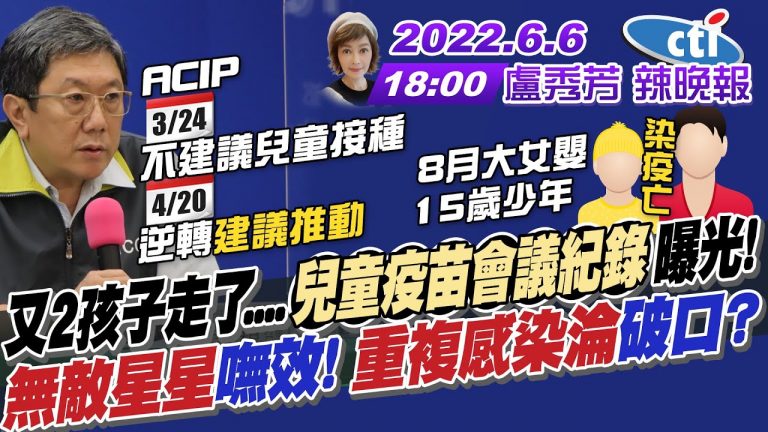 2022.6.6
cti
18:00 盧秀芳 辣晚報
ACIP
3/24
不建議兒童接種
4/20
逆轉建議推動
8月大女嬰
15歲少年
染疫亡
又2孩子走了....兒童疫苗會議紀錄曝光!
無敵星星嘸效! 重複感染淪破口?